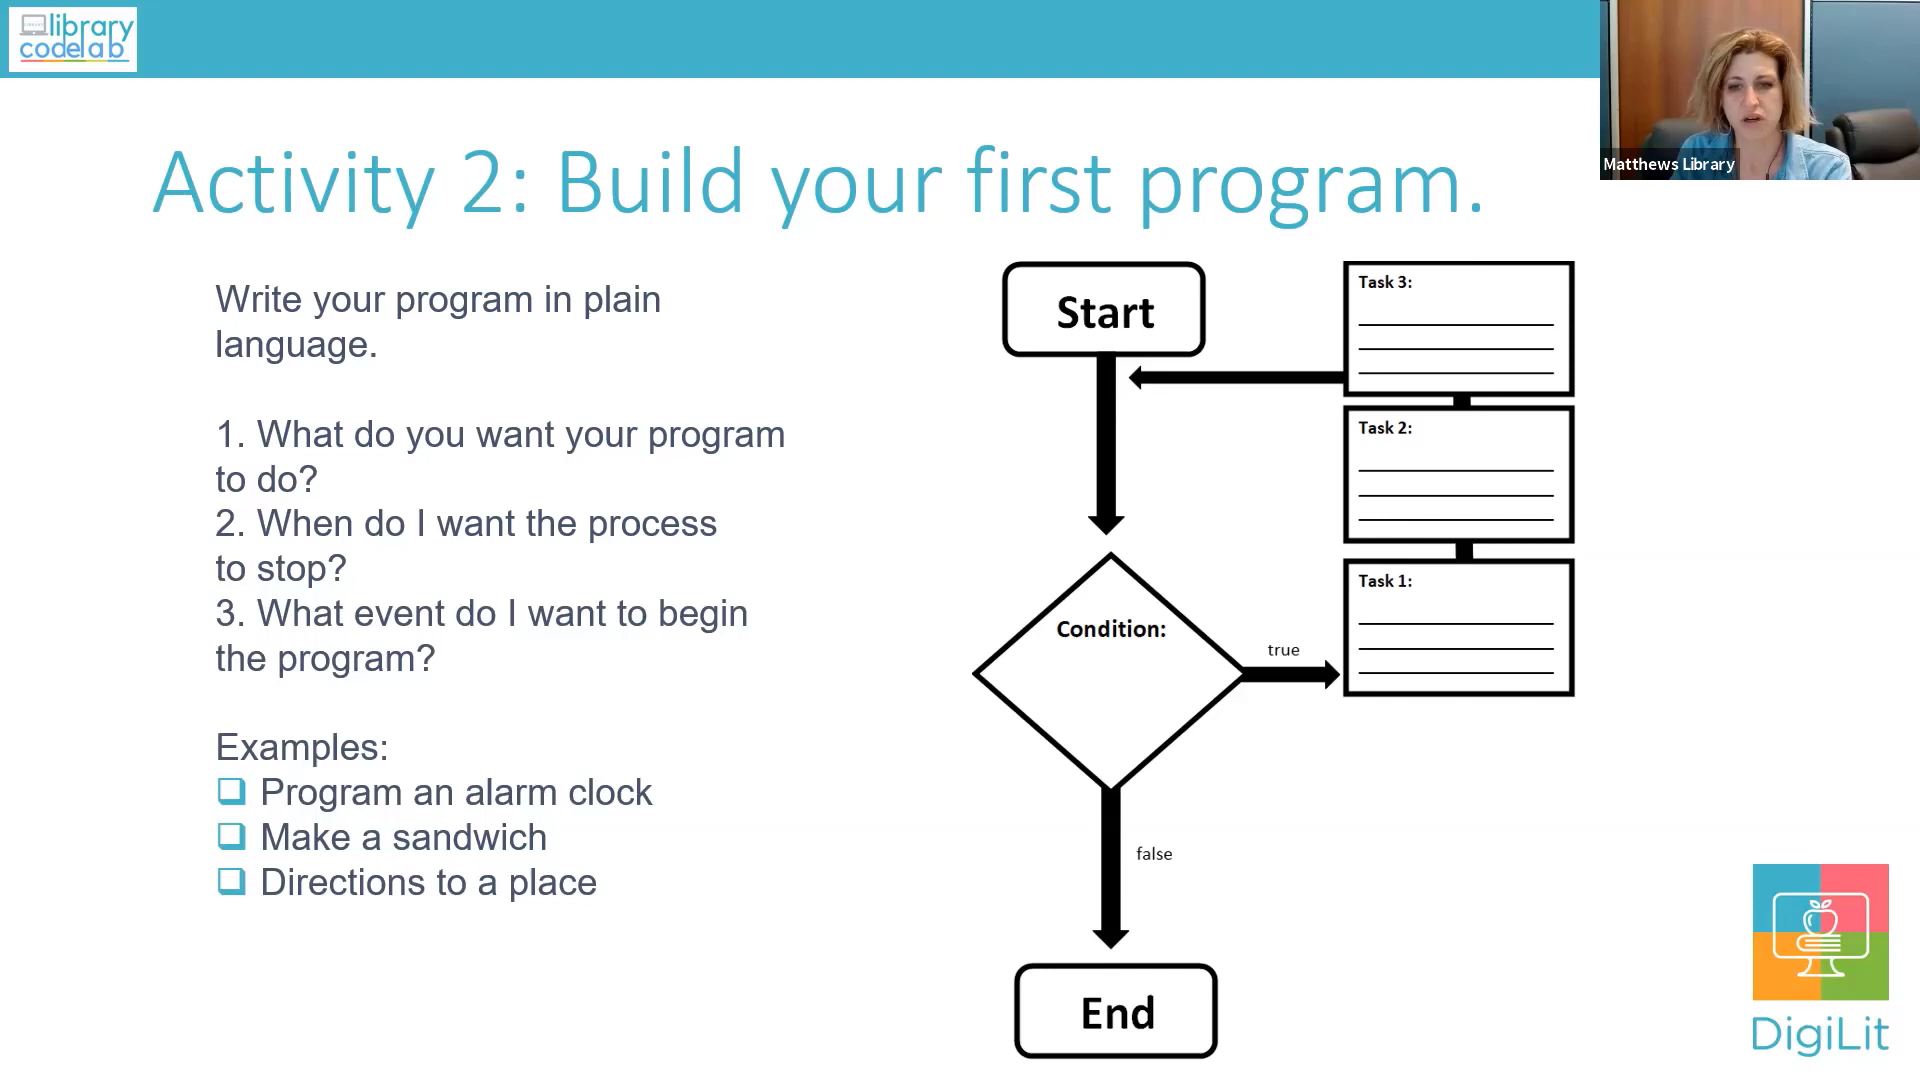 library
codelab
Matthews Library
Activity 2: Build your first program.
Write your program in plain
language.
1. What do you want your program
to do?
2. When do I want the process
to stop?
3. What event do I want to begin
the program?
Examples:
❑ Program an alarm clock
❑ Make a sandwich
❑ Directions to a place
Start
Task 3:
Task 2:
Task 1:
Condition:
true
false
End
DigiLit